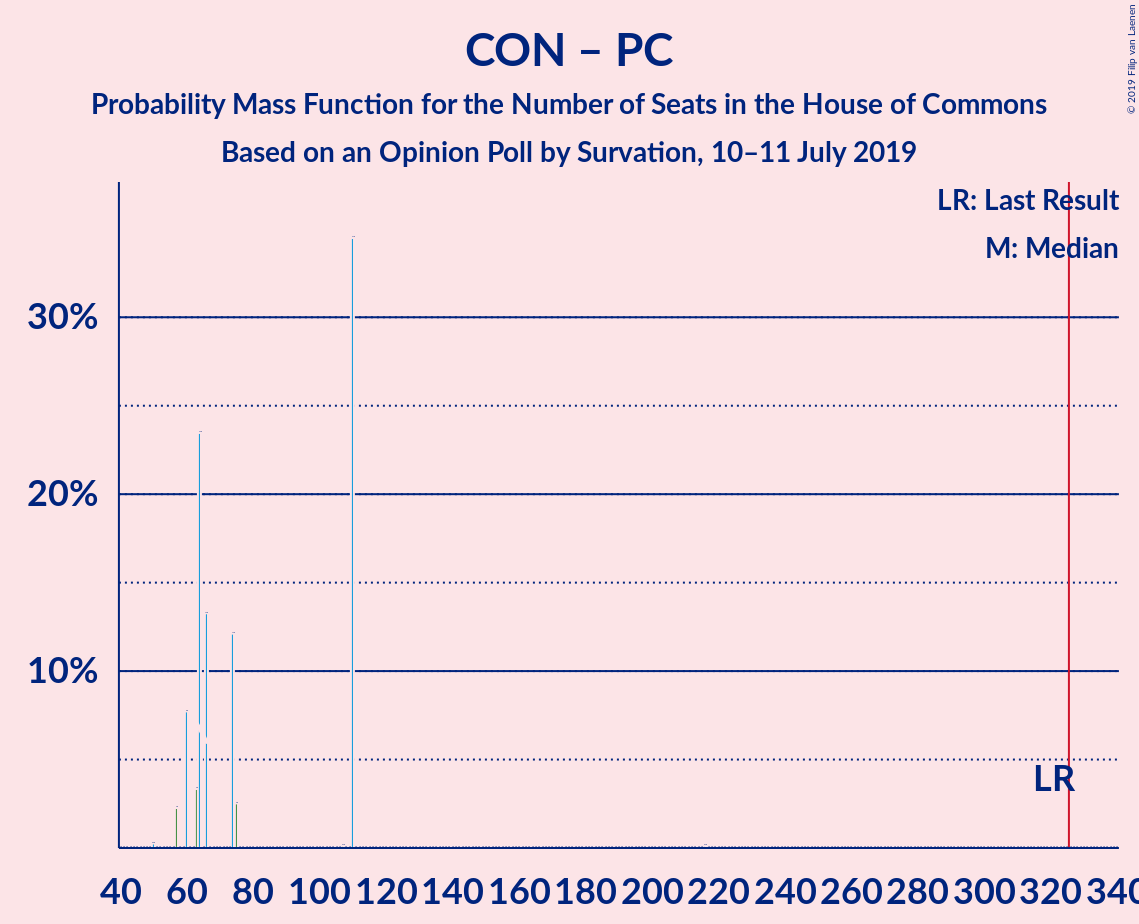 CON – PC
Probability Mass Function for the Number of Seats in the House of Commons
Based on an Opinion Poll by Survation, 10–11 July 2019
© 2019 Filip van Laenen
LR: Last Result
M: Median
30%
20%
10%
LR
40 60 80 100 120 140 160 180 200 220 240 260 280 300 320 340